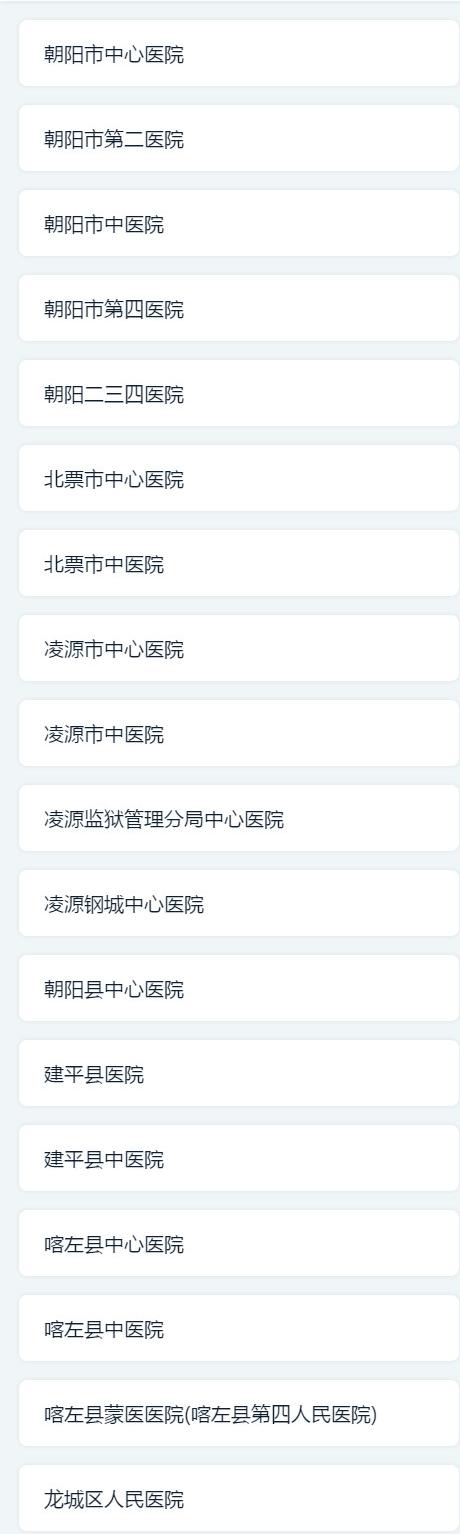 朝阳市中心医院
朝阳市第二医院
朝阳市中医院
朝阳市第四医院
朝阳二三四医院
北票市中心医院
北票市中医院
凌源市中心医院
凌源市中医院
凌源监狱管理分局中心医院
凌源钢城中心医院
朝阳县中心医院
建平县医院
建平县中医院
喀左县中心医院
喀左县中医院
喀左县蒙医医院(喀左县第四人民医院)
龙城区人民医院